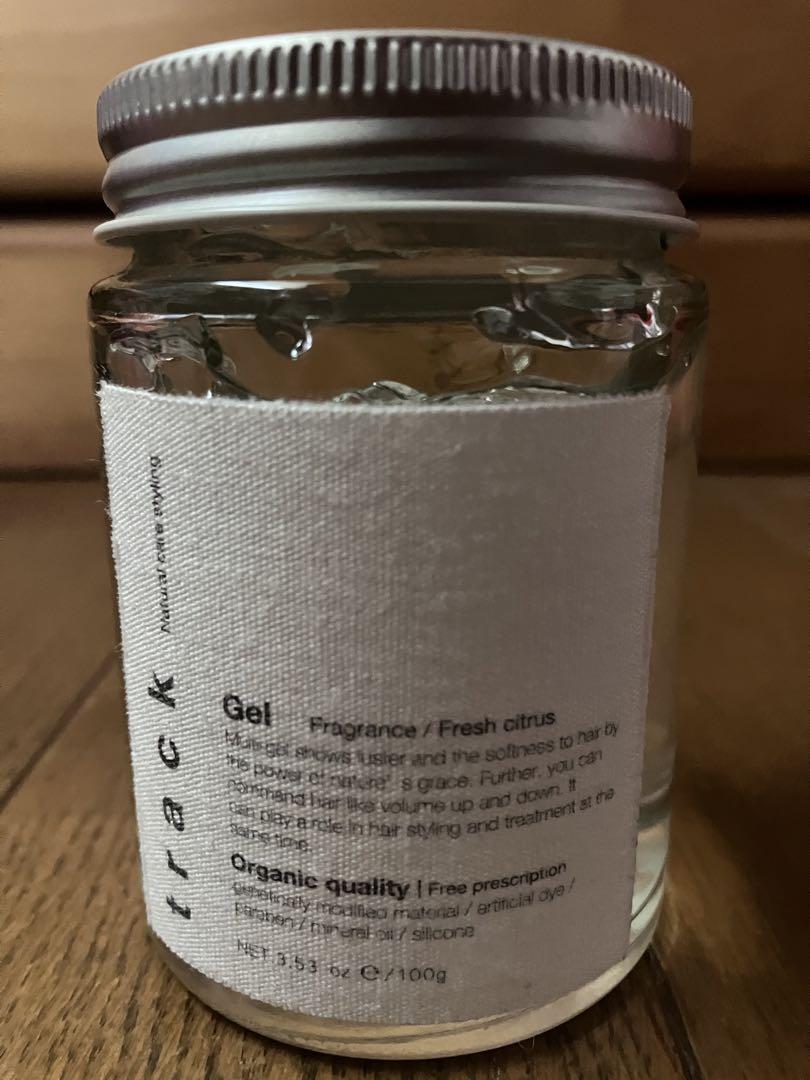 track Natural care styling
Gel Fragrance / Fresh citrus
Multi-gel shows luster and the softness to hair by
the power of nature' s grace. Further, you can
command hair like volume up and down. It
can play a role in hair styling and treatment at the
same time.
Organic quality | Free prescription
genetically modified material / artificial dye /
paraben / mineral oil / silicone
NET 3.53 oz ℮/100g